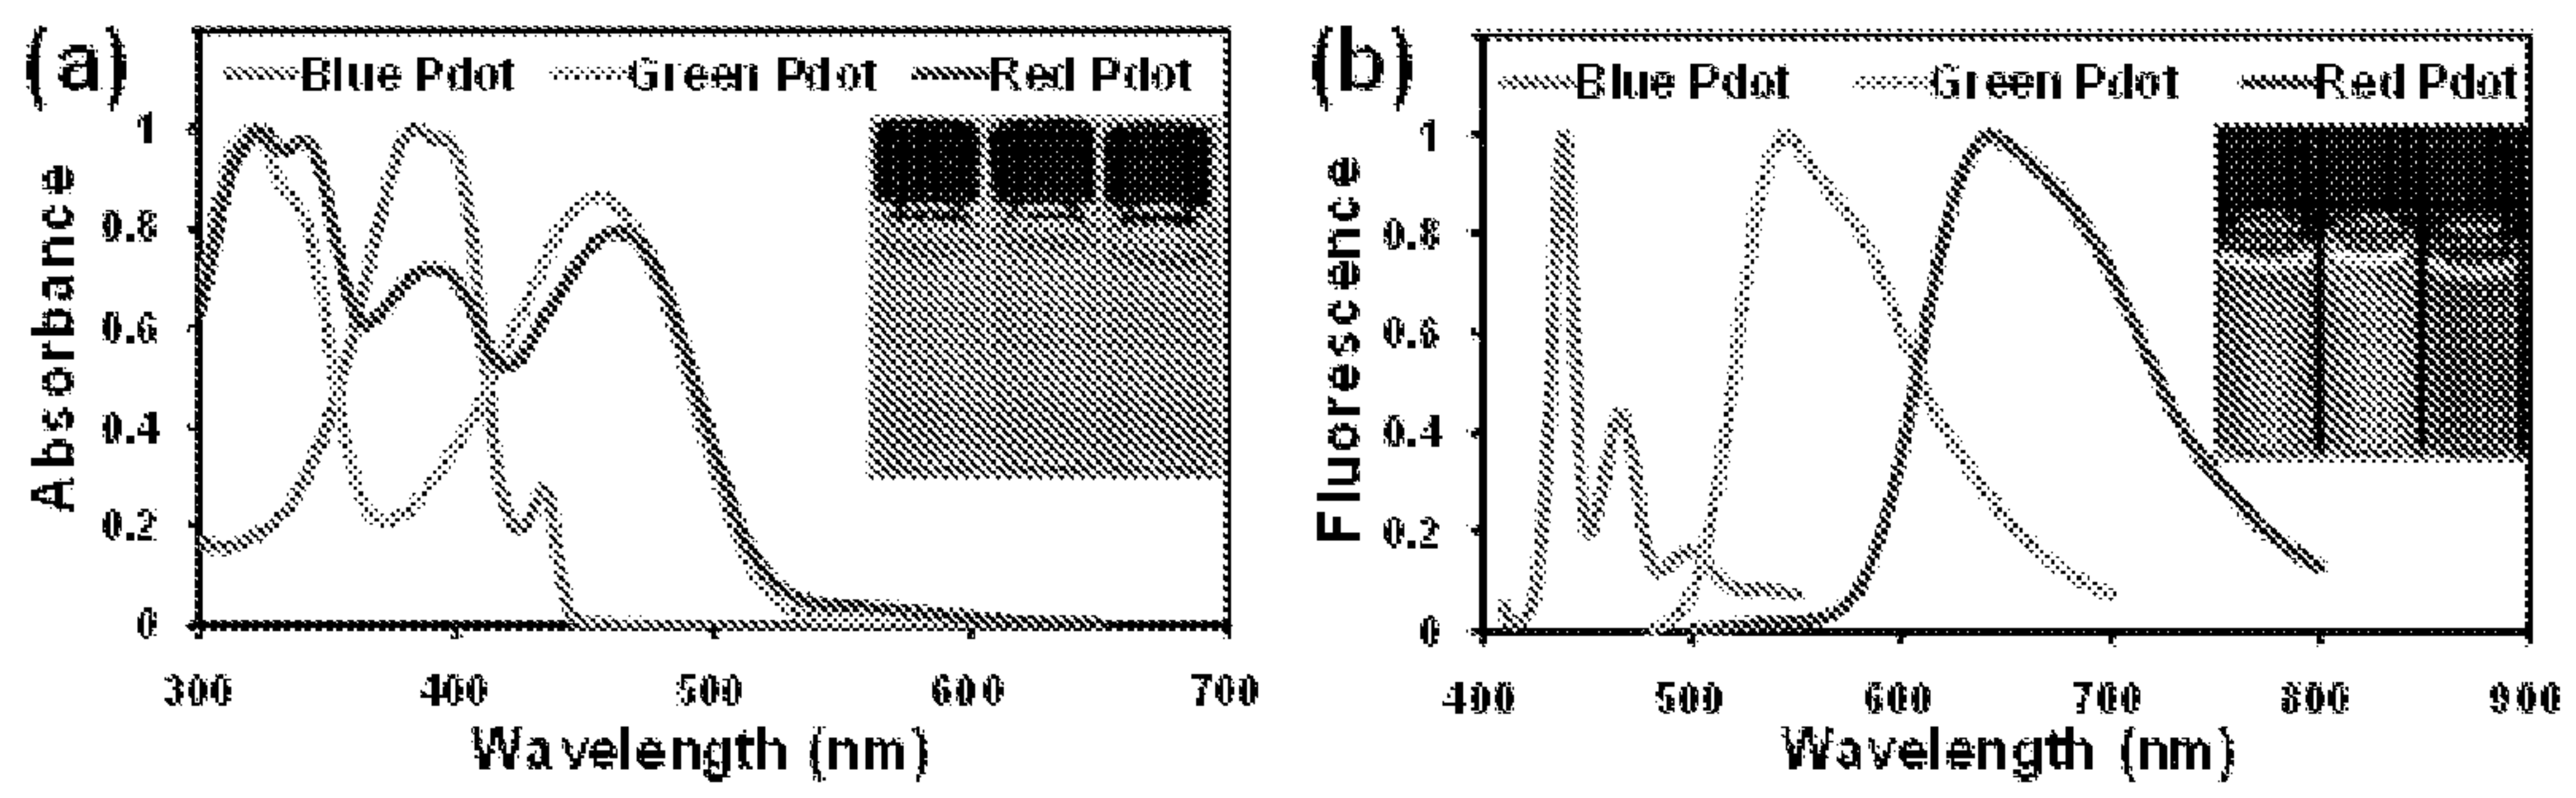 (a)
Blue Pdot Green Pdot Red Pdot
Absorbance
1
0.8
0.6
0.4
0.2
0
300 400 500 600 700
Wavelength (nm)
(b)
Blue Pdot Green Pdot Red Pdot
Fluorescence
1
0.8
0.6
0.4
0.2
0
400 500 600 700 800 900
Wavelength (nm)